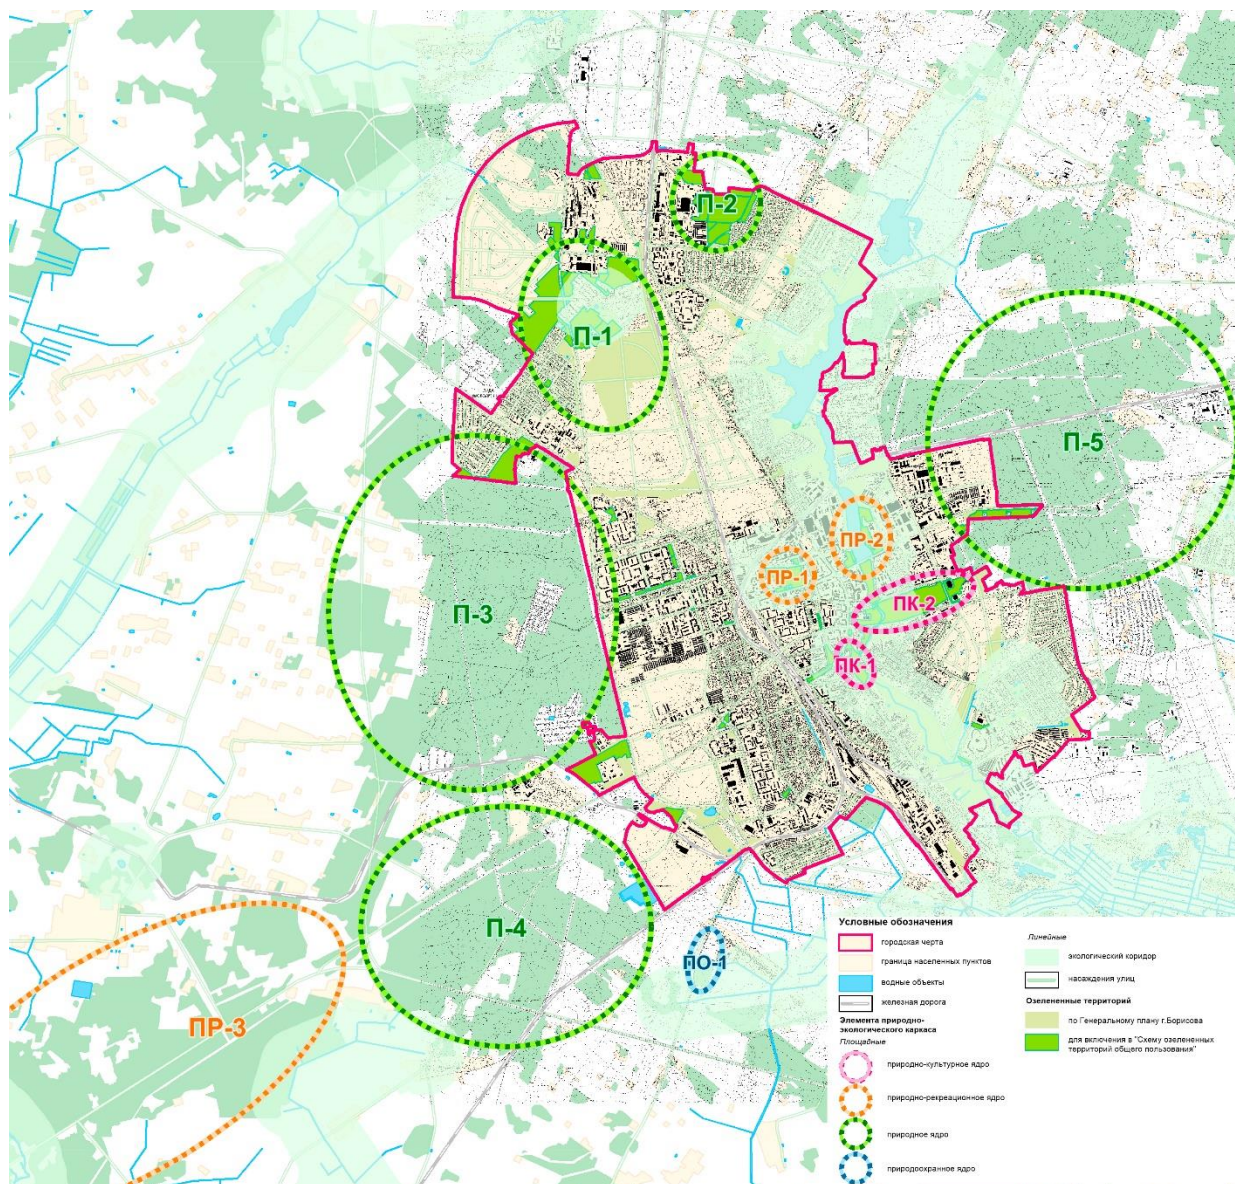 П-2
П-1
П-5
П-3
ПР-2
ПР-1
ПК-2
ПК-1
П-4
ПО-1
ПР-3
Условные обозначения
городская черта
граница населенных пунктов
водные объекты
железная дорога
Элемента природно-
экологического каркаса
Площадные
природно-культурное ядро
природно-рекреационное ядро
природное ядро
природоохранное ядро
Линейные
экологический коридор
насаждения улиц
Озелененные территорий
по Генеральному плану г.Борисова
для включения в "Схему озелененных
территорий общего пользования"